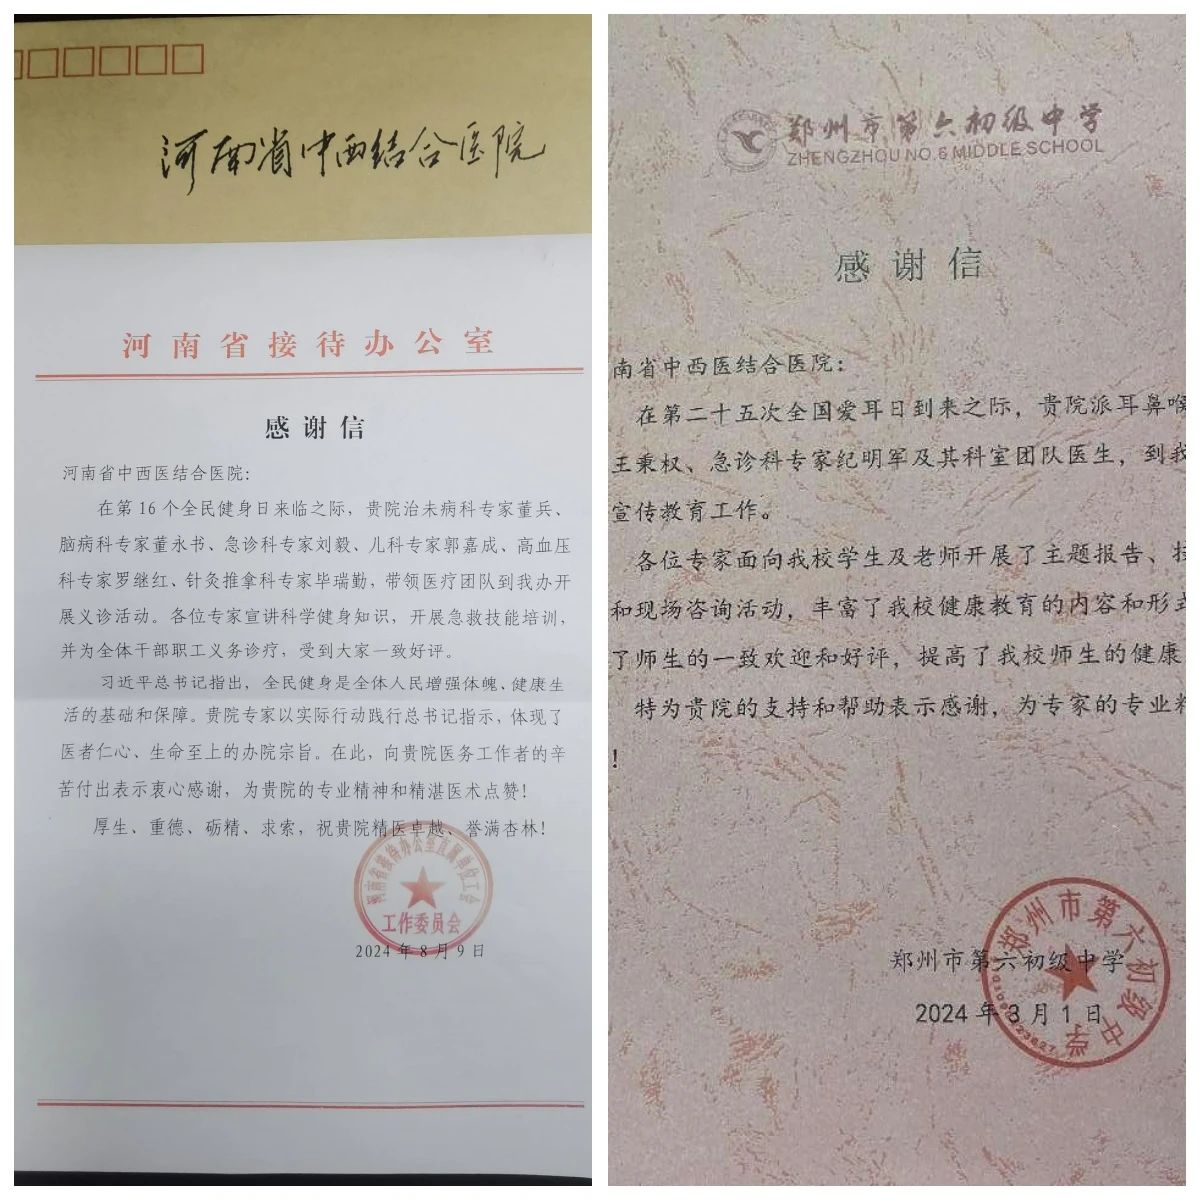 河南省中西结合医院
河南省接待办公室
感谢信
河南省中西医结合医院：
在第16个全民健身日来临之际，贵院治未病科专家董兵、
脑病科专家董永书、急诊科专家刘毅、儿科专家郭嘉成、高血压
科专家罗继红、针灸推拿科专家毕瑞勤，带领医疗团队到我办开
展义诊活动。各位专家宣讲科学健身知识，开展急救技能培训，
并为全体干部职工义务诊疗，受到大家一致好评。
习近平总书记指出，全民健身是全体人民增强体魄、健康生
活的基础和保障。贵院专家以实际行动践行总书记指示，体现了
医者仁心、生命至上的办院宗旨。在此，向贵院医务工作者的辛
苦付出表示衷心感谢，为贵院的专业精神和精湛医术点赞！
厚生、重德、砺精、求索，祝贵院精医卓越、誉满杏林！
河南省接待办公室直属单位工会
工作委员会
2024年8月9日
郑州市第六初级中学
ZHENGZHOU NO.6 MIDDLE SCHOOL
感谢信
南省中西医结合医院：
在第二十五次全国爱耳日到来之际，贵院派耳鼻喉
王秉权、急诊科专家纪明军及其科室团队医生，到我
宣传教育工作。
各位专家面向我校学生及老师开展了主题报告、
和现场咨询活动，丰富了我校健康教育的内容和形式
了师生的一致欢迎和好评，提高了我校师生的健康
特为贵院的支持和帮助表示感谢，为专家的专业精
！
郑州市第六初级中学
2024年3月1日
郑州市第六初级中学